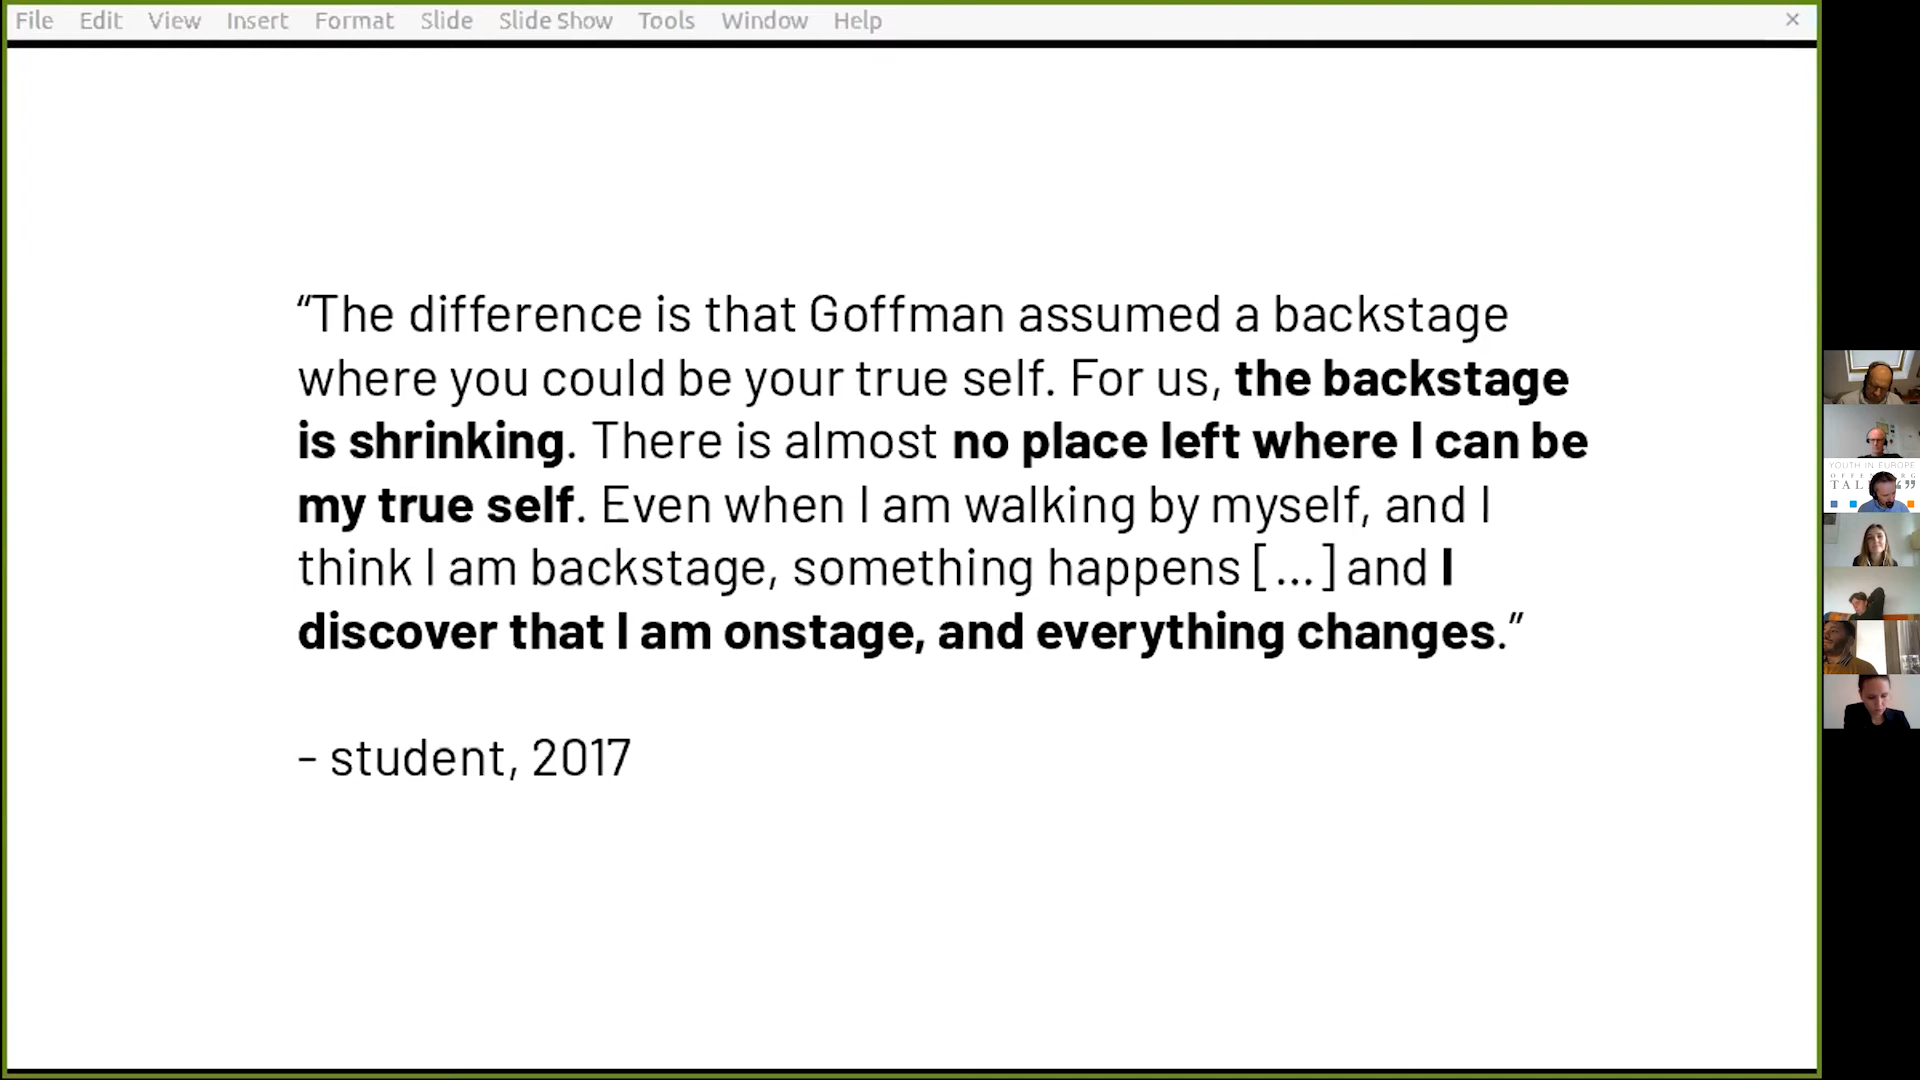 File Edit View Insert Format Slide Slide Show Tools Window Help
“The difference is that Goffman assumed a backstage
where you could be your true self. For us, the backstage
is shrinking. There is almost no place left where I can be
my true self. Even when I am walking by myself, and I
think I am backstage, something happens [...] and I
discover that I am onstage, and everything changes.”
- student, 2017
YOUTH IN EUROPE